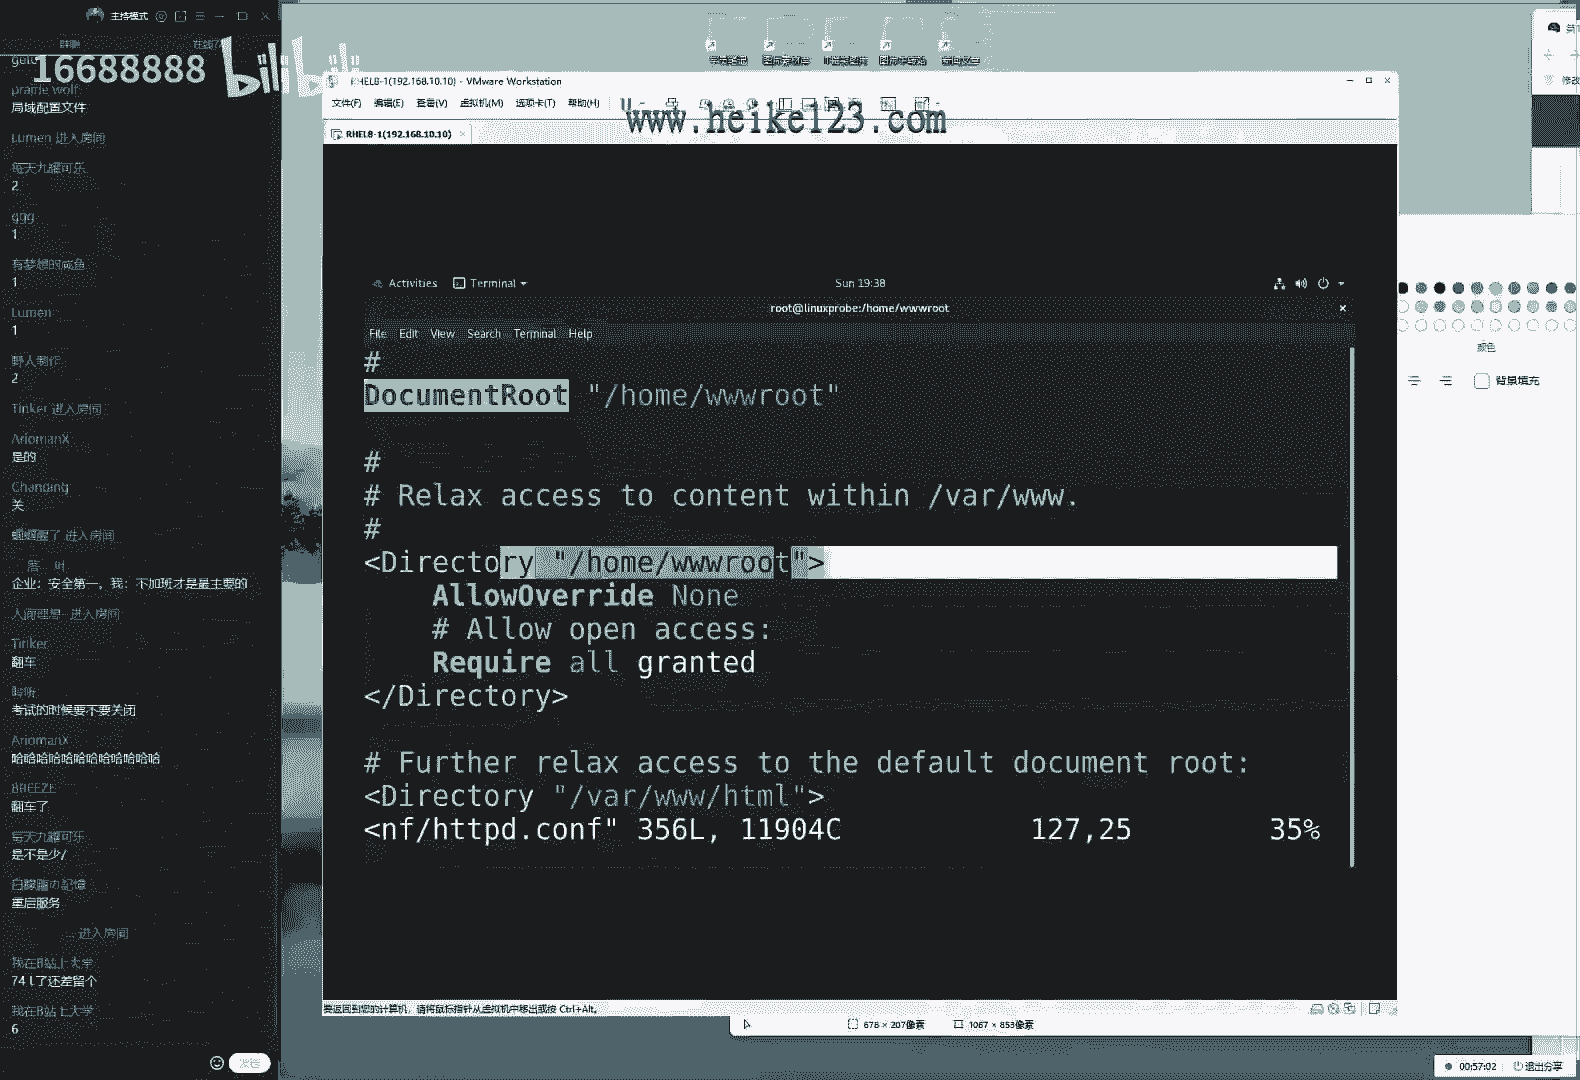 主持模式
16688888 bilibili
prairie wolf
局域配置文件
Lumen 进入房间
每天九罐可乐
2
ggg
1
有梦想的咸鱼
1
Lumen
1
野人制作
2
Tinker 进入房间
AriomanX
是的
Chanding
关
蝴蝶醒了 进入房间
企业：安全第一，我：不加班才是最主要的
进入房间
Tinker
翻车
聆听
考试的时候要不要关闭
AriomanX
哈哈哈哈哈哈哈哈哈哈哈哈
BREEZE
翻车了
每天九罐可乐
是不是少/
重启服务
... 进入房间
我在B站上大学
74 l了还差留个
我在B站上大学
6
RHEL8-1(192.168.10.10) - VMware Workstation
文件(F) 编辑(E) 查看(V) 虚拟机(M) 选项卡(T) 帮助(H)
www.heike123.com
RHEL8-1(192.168.10.10) ×
Activities Terminal Sun 19:38
root@linuxprobe:/home/wwwroot
File Edit View Search Terminal Help
#
DocumentRoot "/home/wwwroot"
#
# Relax access to content within /var/www.
#
<Directory "/home/wwwroot">
AllowOverride None
# Allow open access:
Require all granted
</Directory>
# Further relax access to the default document root:
<Directory "/var/www/html">
<nf/httpd.conf" 356L, 11904C 127,25 35%
要返回到您的计算机，请将鼠标指针从虚拟机中移出或按 Ctrl+Alt。
678 × 207像素 1067 × 853像素
修改
颜色
背景填充
00:57:02 退出分享